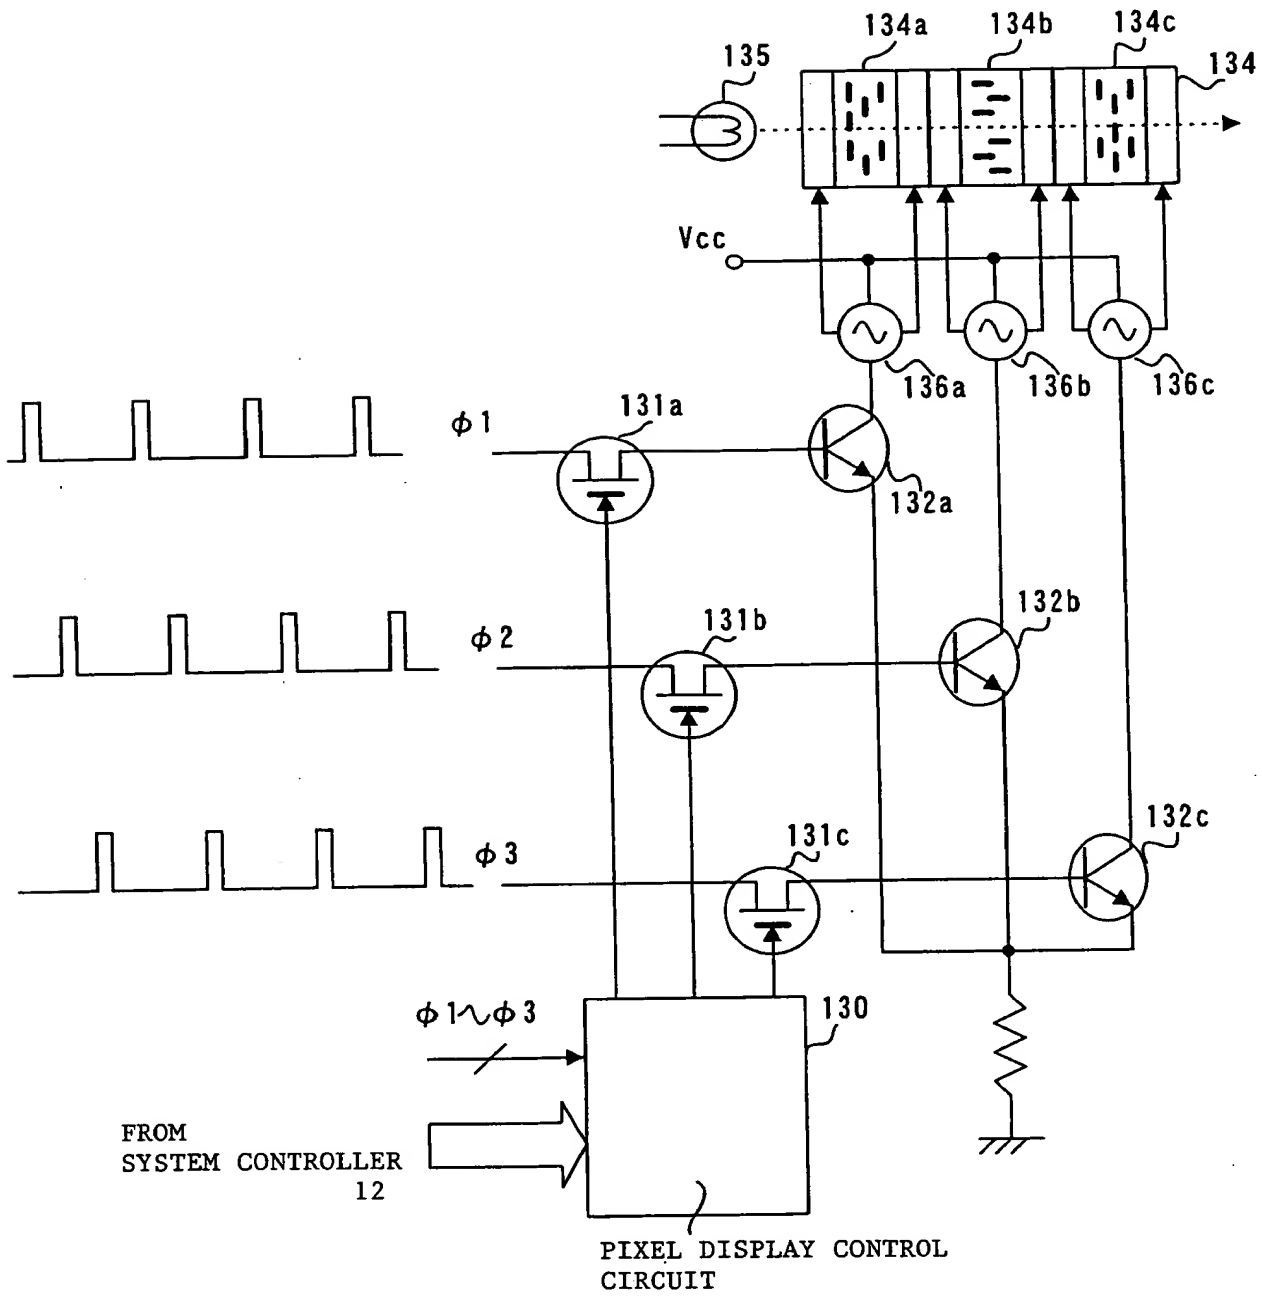 134a
134b
134c
135
134
Vcc
136a
136b
136c
ϕ1
131a
132a
ϕ2
131b
132b
ϕ3
131c
132c
ϕ1~ϕ3
130
FROM
SYSTEM CONTROLLER
12
PIXEL DISPLAY CONTROL
CIRCUIT